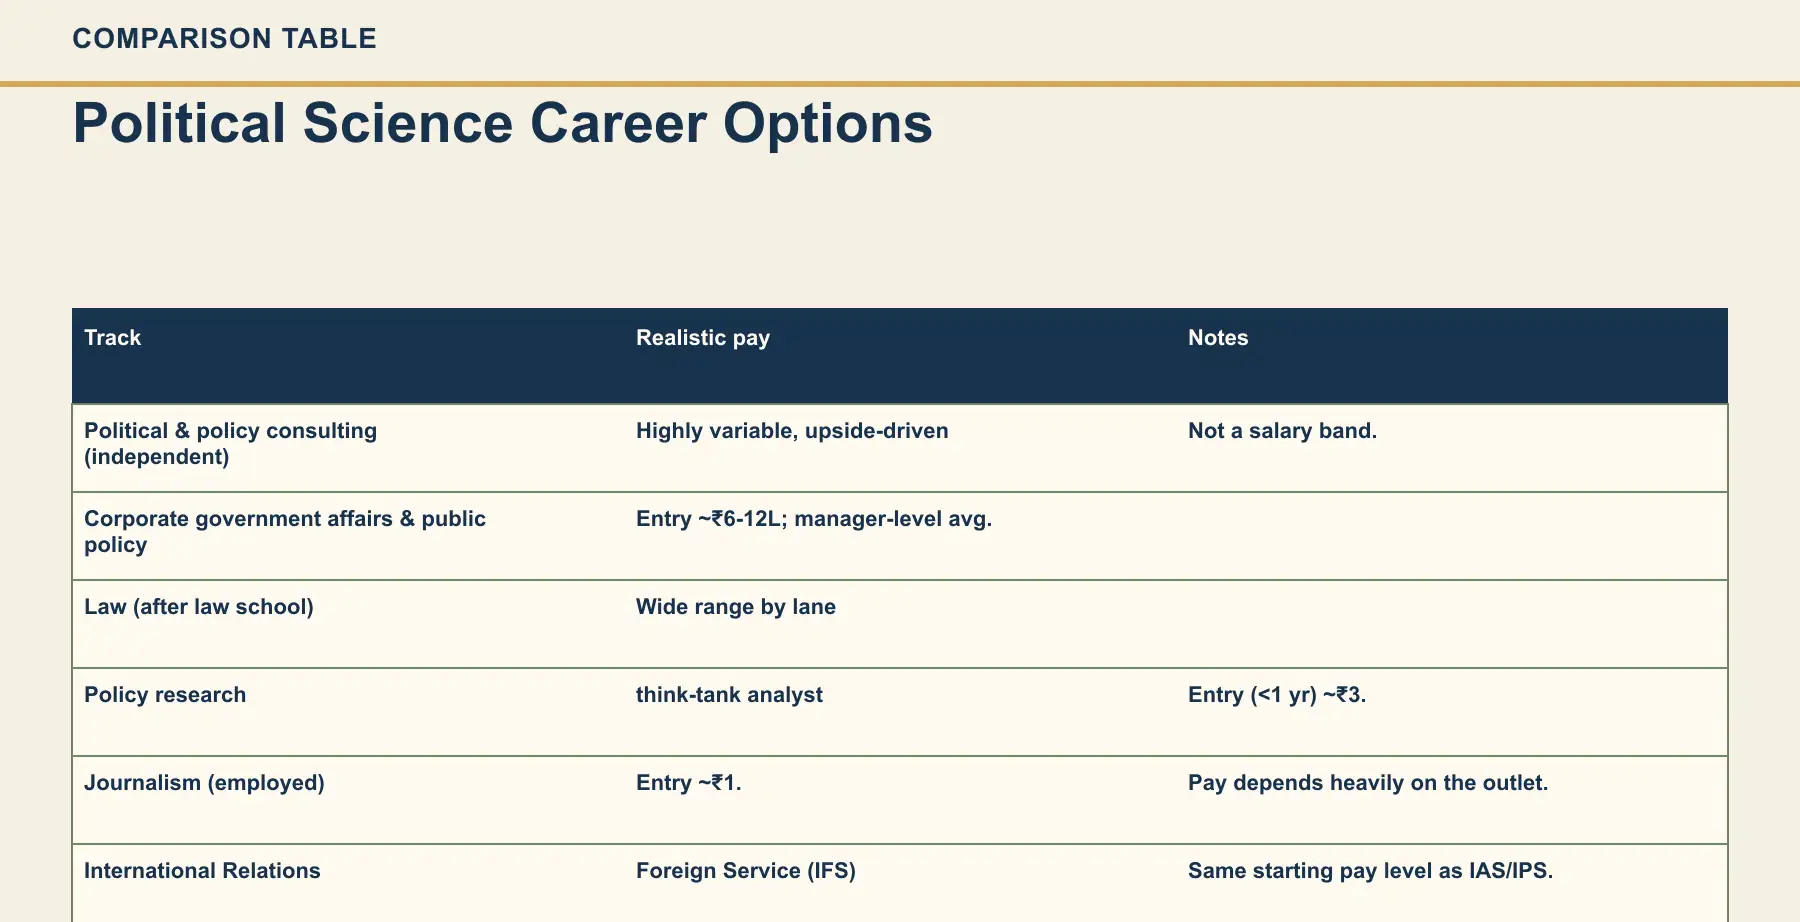 COMPARISON TABLE
Political Science Career Options
Track Realistic pay Notes
Political & policy consulting Highly variable, upside-driven Not a salary band.
(independent)
Corporate government affairs & public Entry ~₹6-12L; manager-level avg.
policy
Law (after law school) Wide range by lane
Policy research think-tank analyst Entry (<1 yr) ~₹3.
Journalism (employed) Entry ~₹1. Pay depends heavily on the outlet.
International Relations Foreign Service (IFS) Same starting pay level as IAS/IPS.